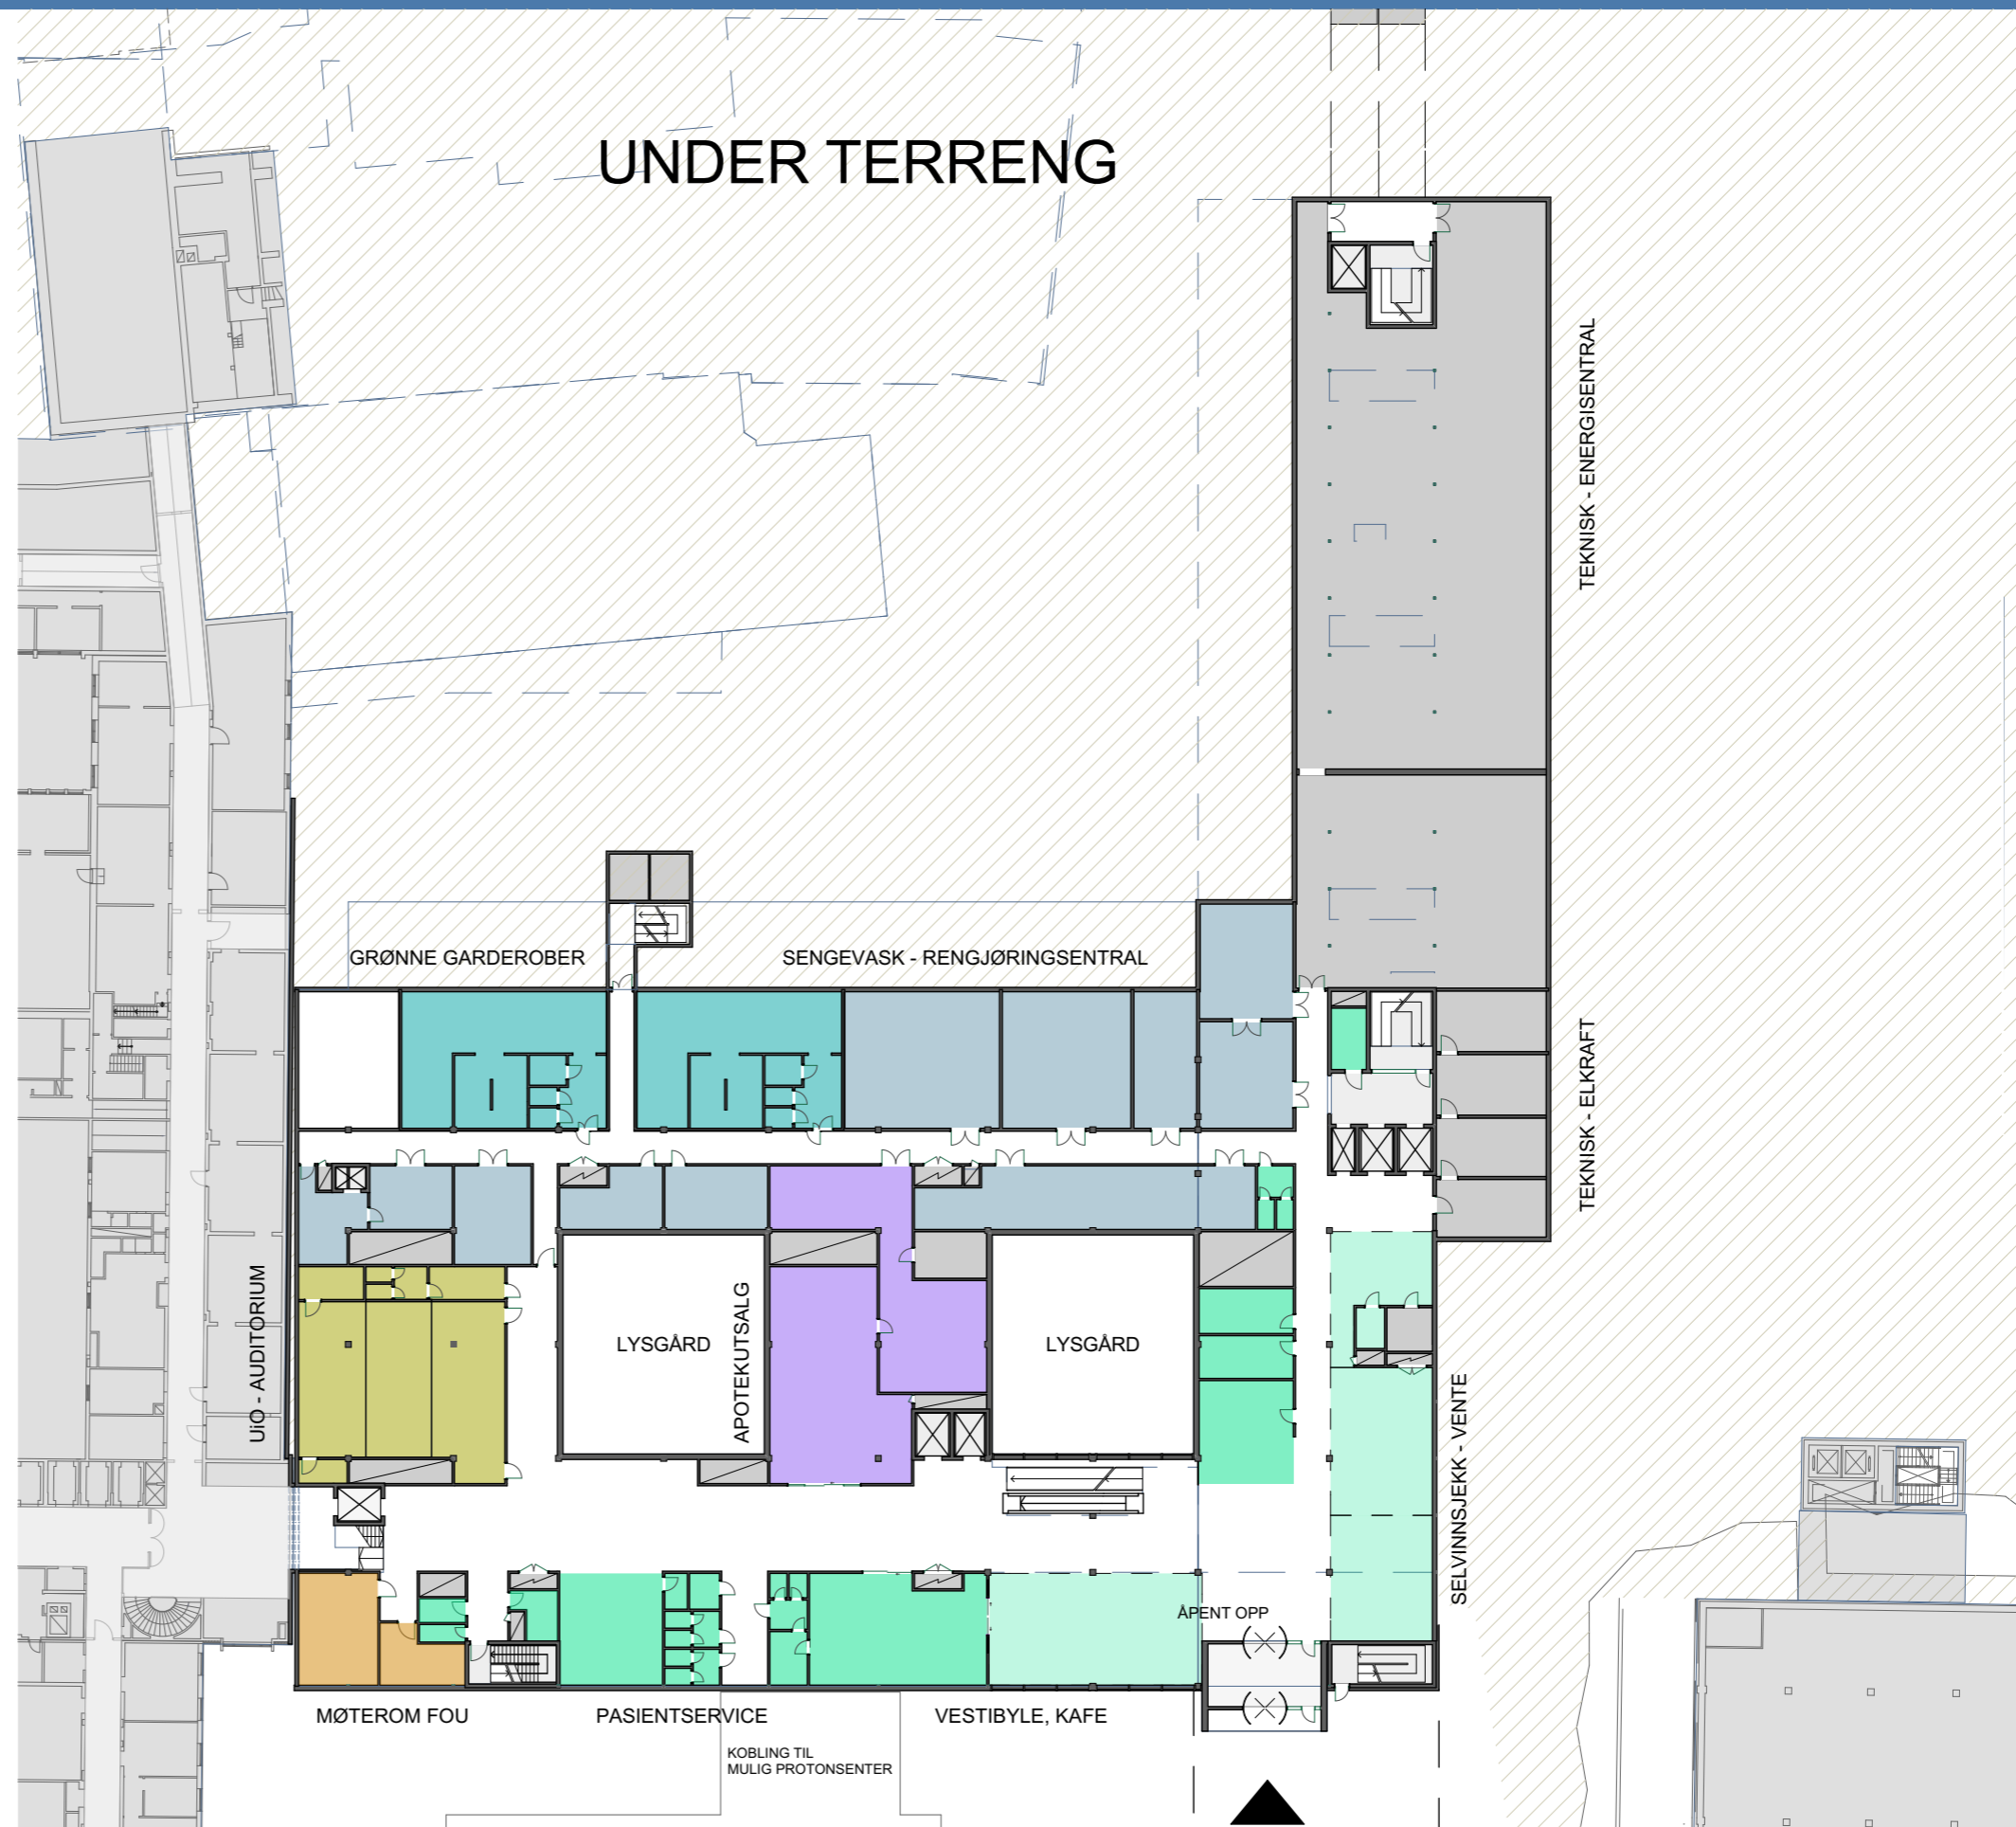 UNDER TERRENG
TEKNISK - ENERGISENTRAL
GRØNNE GARDEROBER
SENGEVASK - RENGJØRINGSENTRAL
TEKNISK - ELKRAFT
UiO - AUDITORIUM
LYSGÅRD
APOTEKUTSALG
LYSGÅRD
SELVINNSJEKK - VENTE
ÅPENT OPP
MØTEROM FOU
PASIENTSERVICE
VESTIBYLE, KAFE
KOBLING TIL
MULIG PROTONSENTER